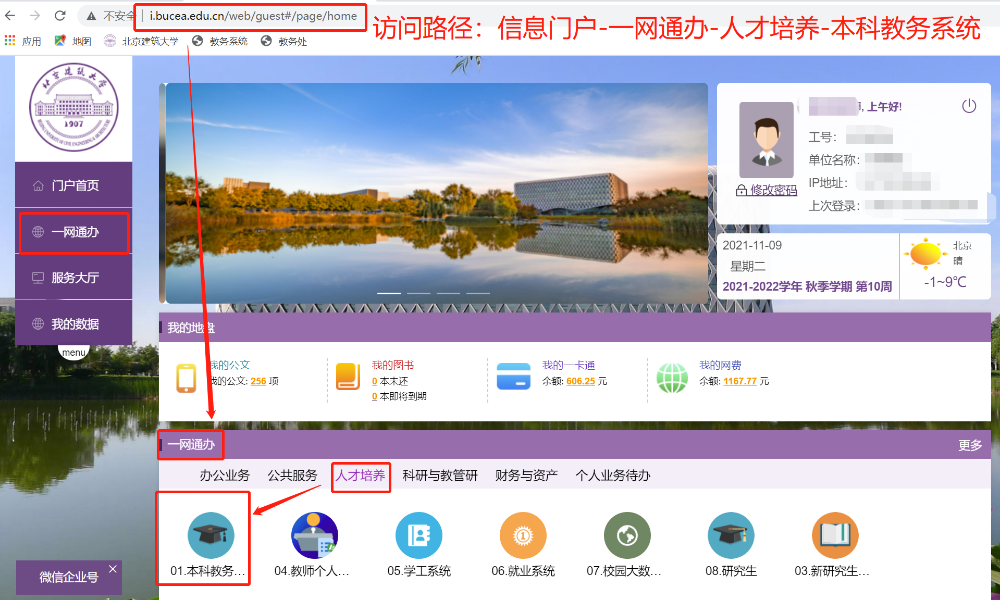 不安全 | i.bucea.edu.cn/web/guest#/page/home
访问路径：信息门户-一网通办-人才培养-本科教务系统
应用 地图 北京建筑大学 教务系统 教务处
北京建筑大学
1907
BEIJING UNIVERSITY OF CIVIL ENGINEERING & ARCHITECTURE
门户首页
一网通办
服务大厅
我的数据
menu
微信企业号
, 上午好!
工号：
单位名称：
IP地址：
上次登录：
修改密码
2021-11-09
星期二
2021-2022学年 秋季学期 第10周
北京
晴
-1~9℃
我的地盘
我的公文
我的公文: 256 项
我的图书
0 本未还
0 本即将到期
我的一卡通
余额: 606.25 元
我的网费
余额: 1167.77 元
一网通办
更多
办公业务 公共服务 人才培养 科研与教管研 财务与资产 个人业务待办
01.本科教务... 04.教师个人... 05.学工系统 06.就业系统 07.校园大数... 08.研究生 03.新研究生...